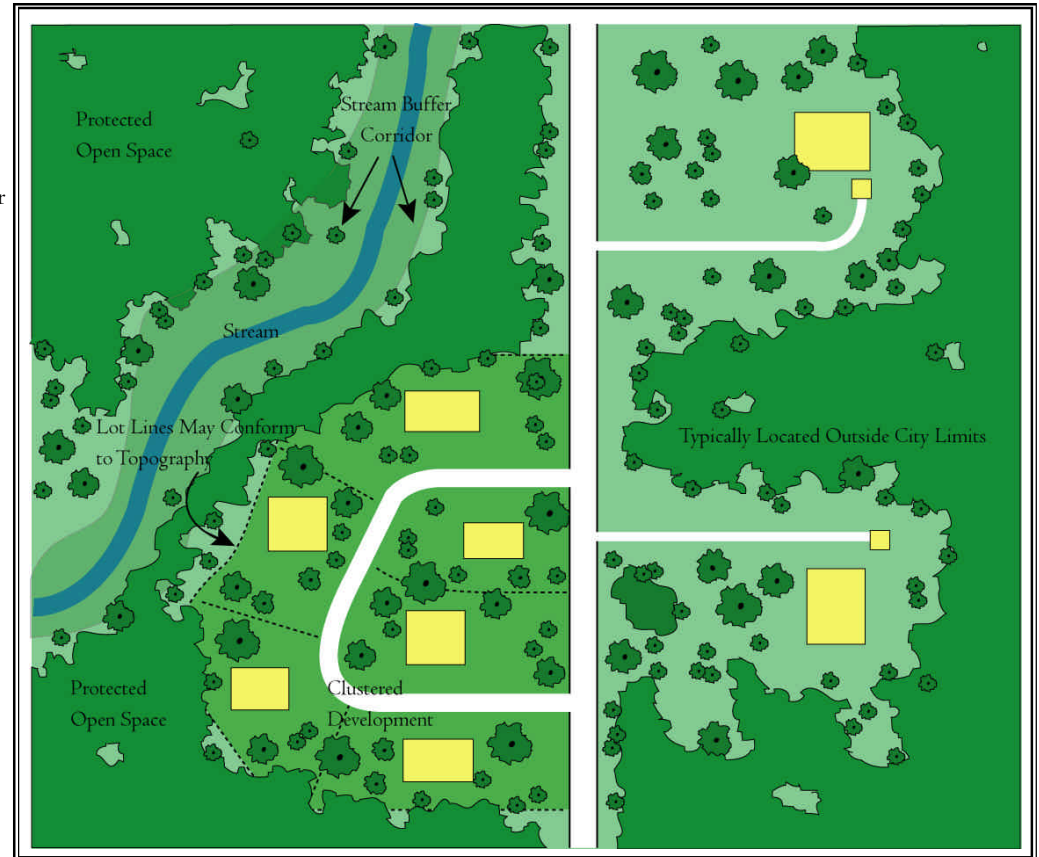 Protected
Open Space
Stream Buffer
Corridor
r
Stream
Lot Lines May Conform
to Topography
Typically Located Outside City Limits
Protected
Open Space
Clustered
Development